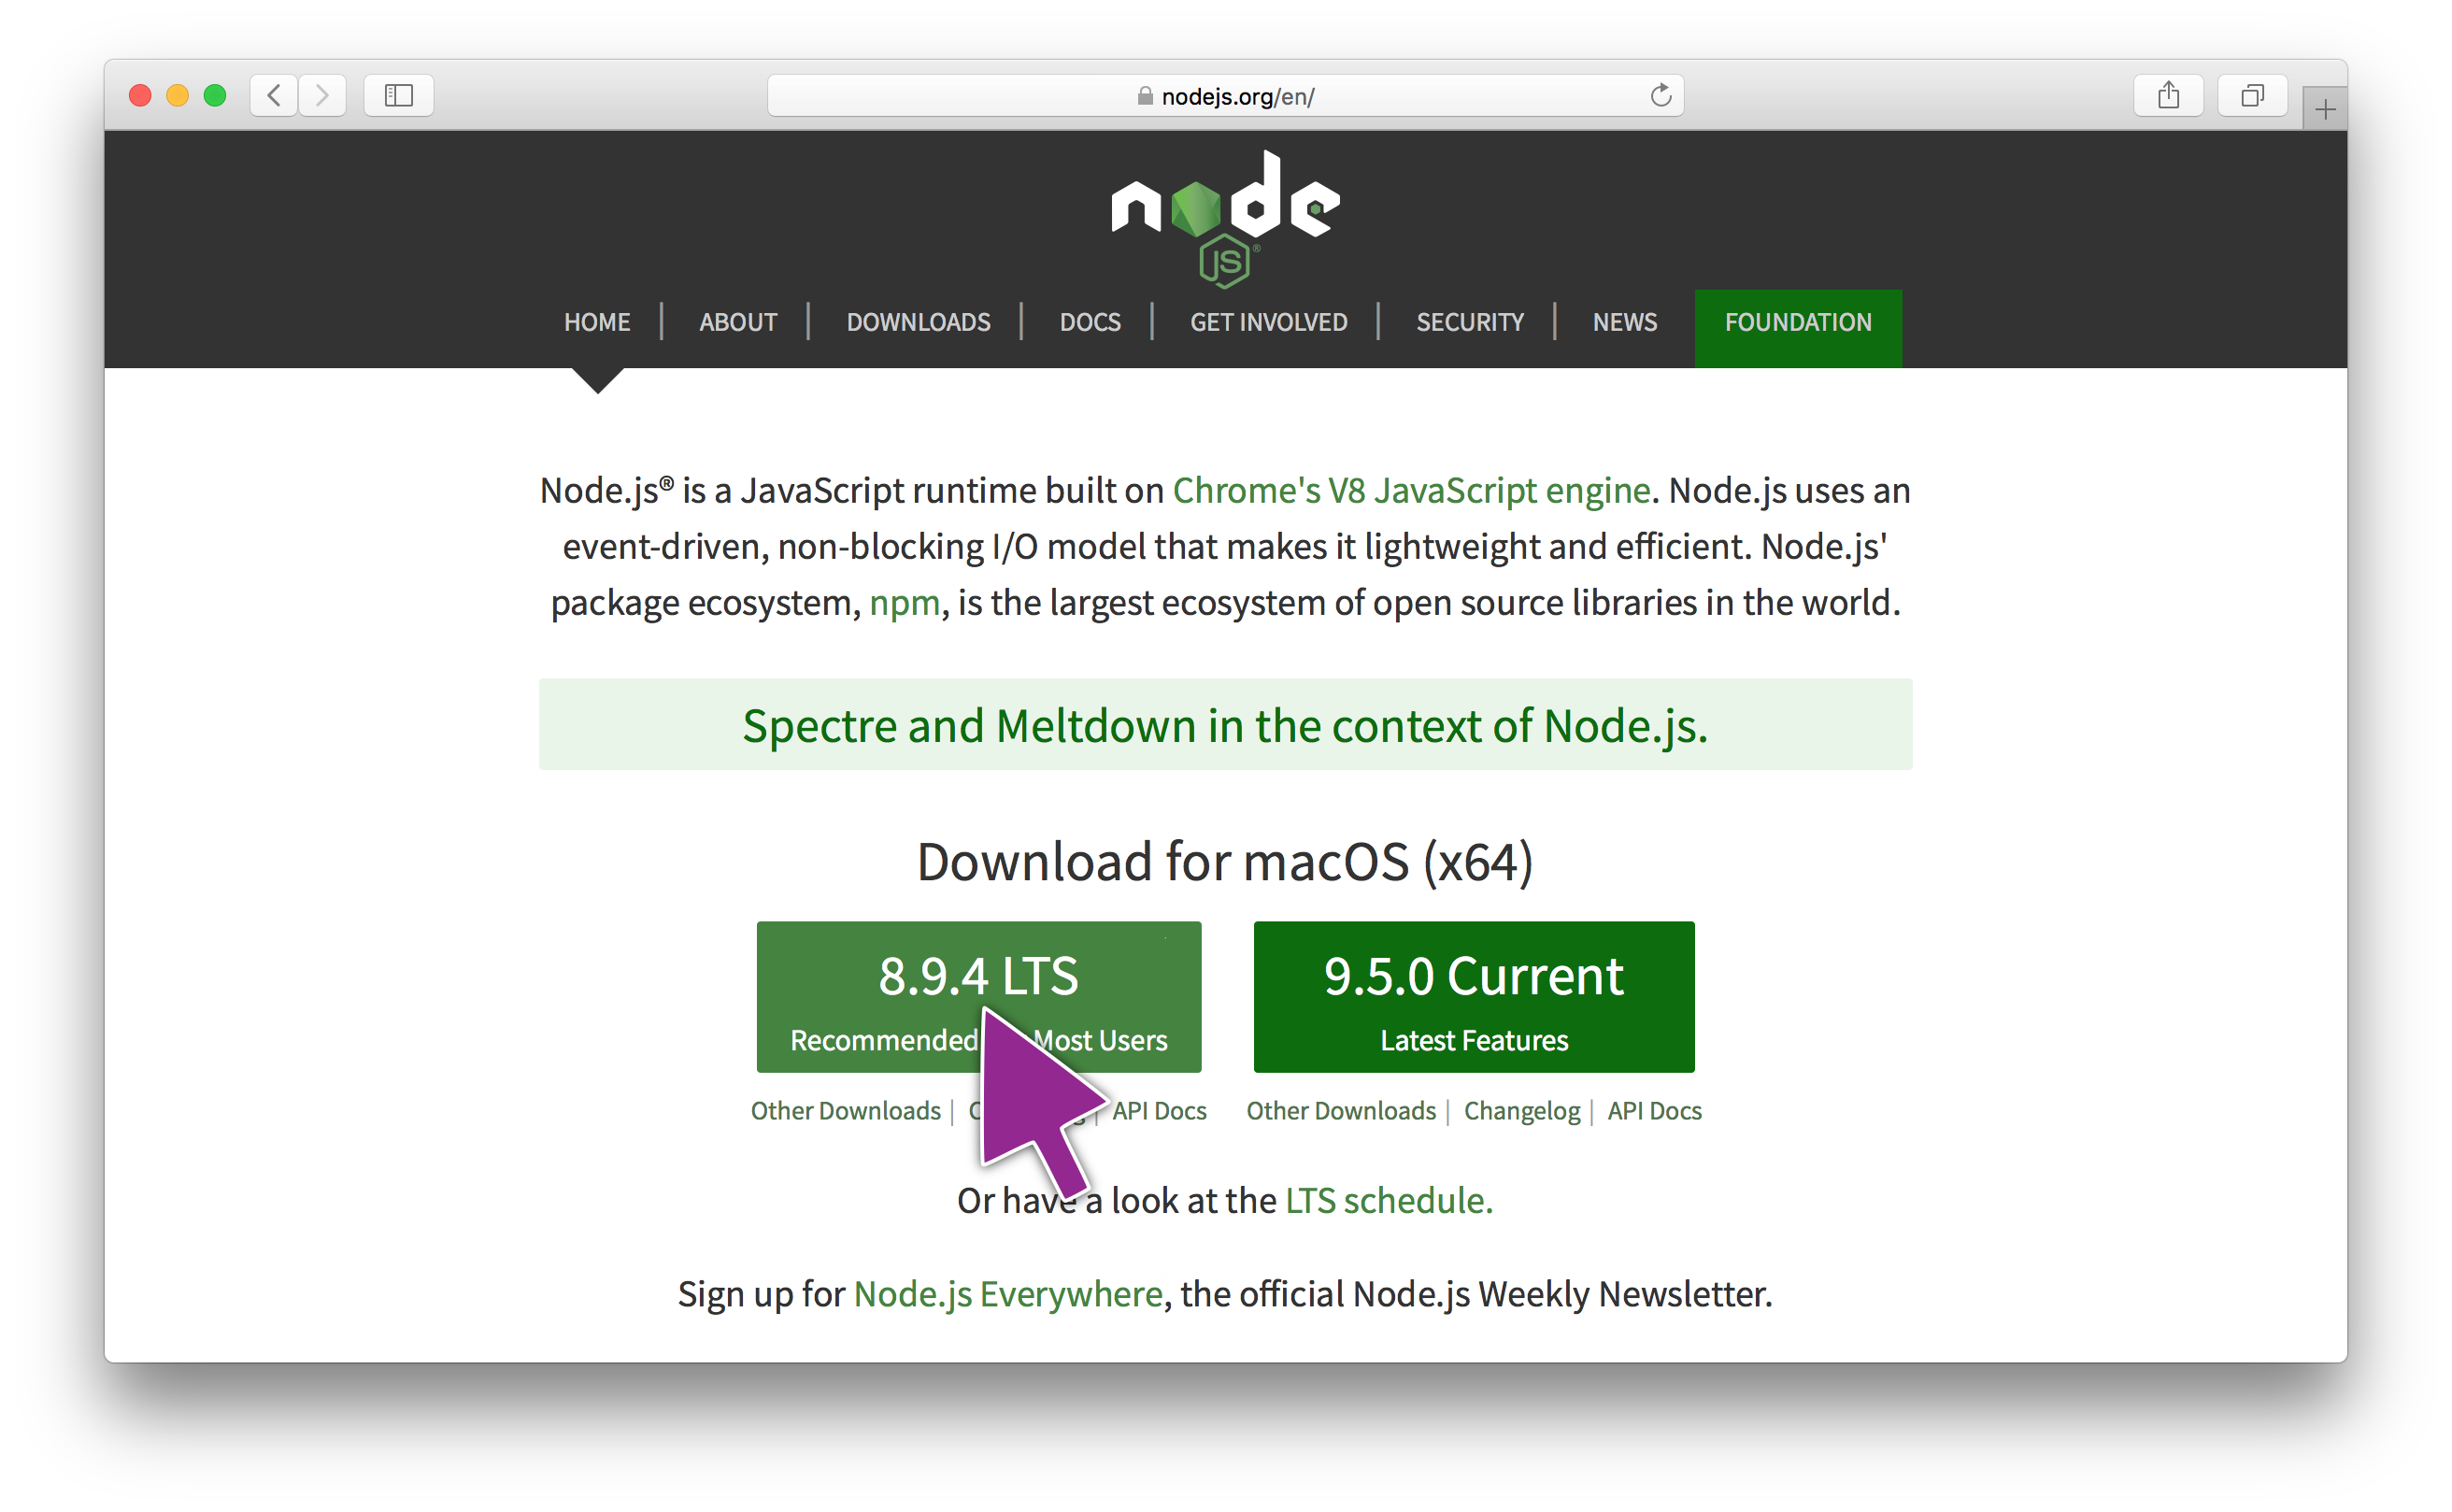 nodejs.org/en/
node
JS®
HOME | ABOUT | DOWNLOADS | DOCS | GET INVOLVED | SECURITY | NEWS FOUNDATION
Node.js® is a JavaScript runtime built on Chrome's V8 JavaScript engine. Node.js uses an
event-driven, non-blocking I/O model that makes it lightweight and efficient. Node.js'
package ecosystem, npm, is the largest ecosystem of open source libraries in the world.
Spectre and Meltdown in the context of Node.js.
Download for macOS (x64)
8.9.4 LTS
Recommended Most Users
9.5.0 Current
Latest Features
Other Downloads | | API Docs
Other Downloads | Changelog | API Docs
Or have a look at the LTS schedule.
Sign up for Node.js Everywhere, the official Node.js Weekly Newsletter.